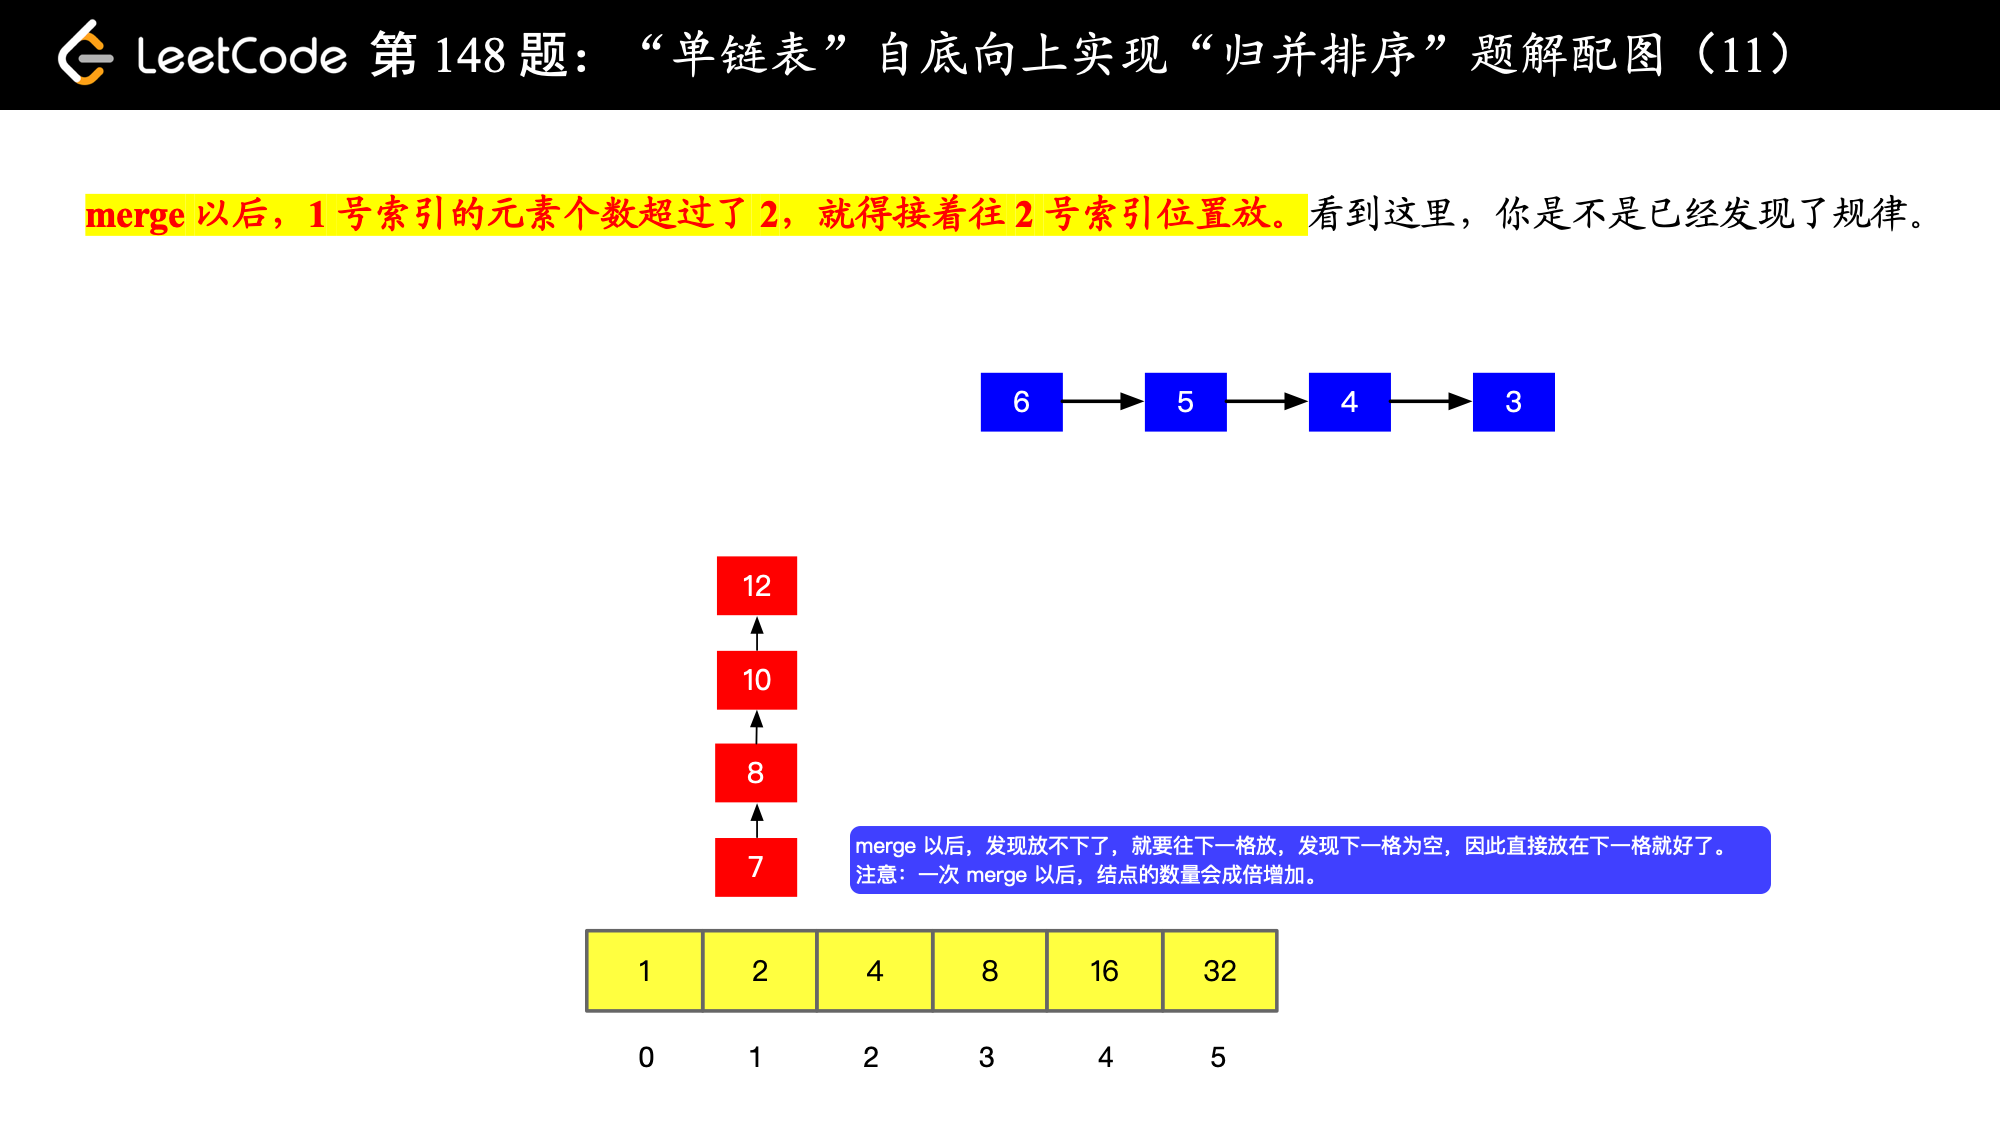 LeetCode 第 148 题：“单链表”自底向上实现“归并排序”题解配图（11）
merge 以后，1 号索引的元素个数超过了 2，就得接着往 2 号索引位置放。看到这里，你是不是已经发现了规律。
6 5 4 3
12
10
8
7
merge 以后，发现放不下了，就要往下一格放，发现下一格为空，因此直接放在下一格就好了。
注意：一次 merge 以后，结点的数量会成倍增加。
1 2 4 8 16 32
0 1 2 3 4 5